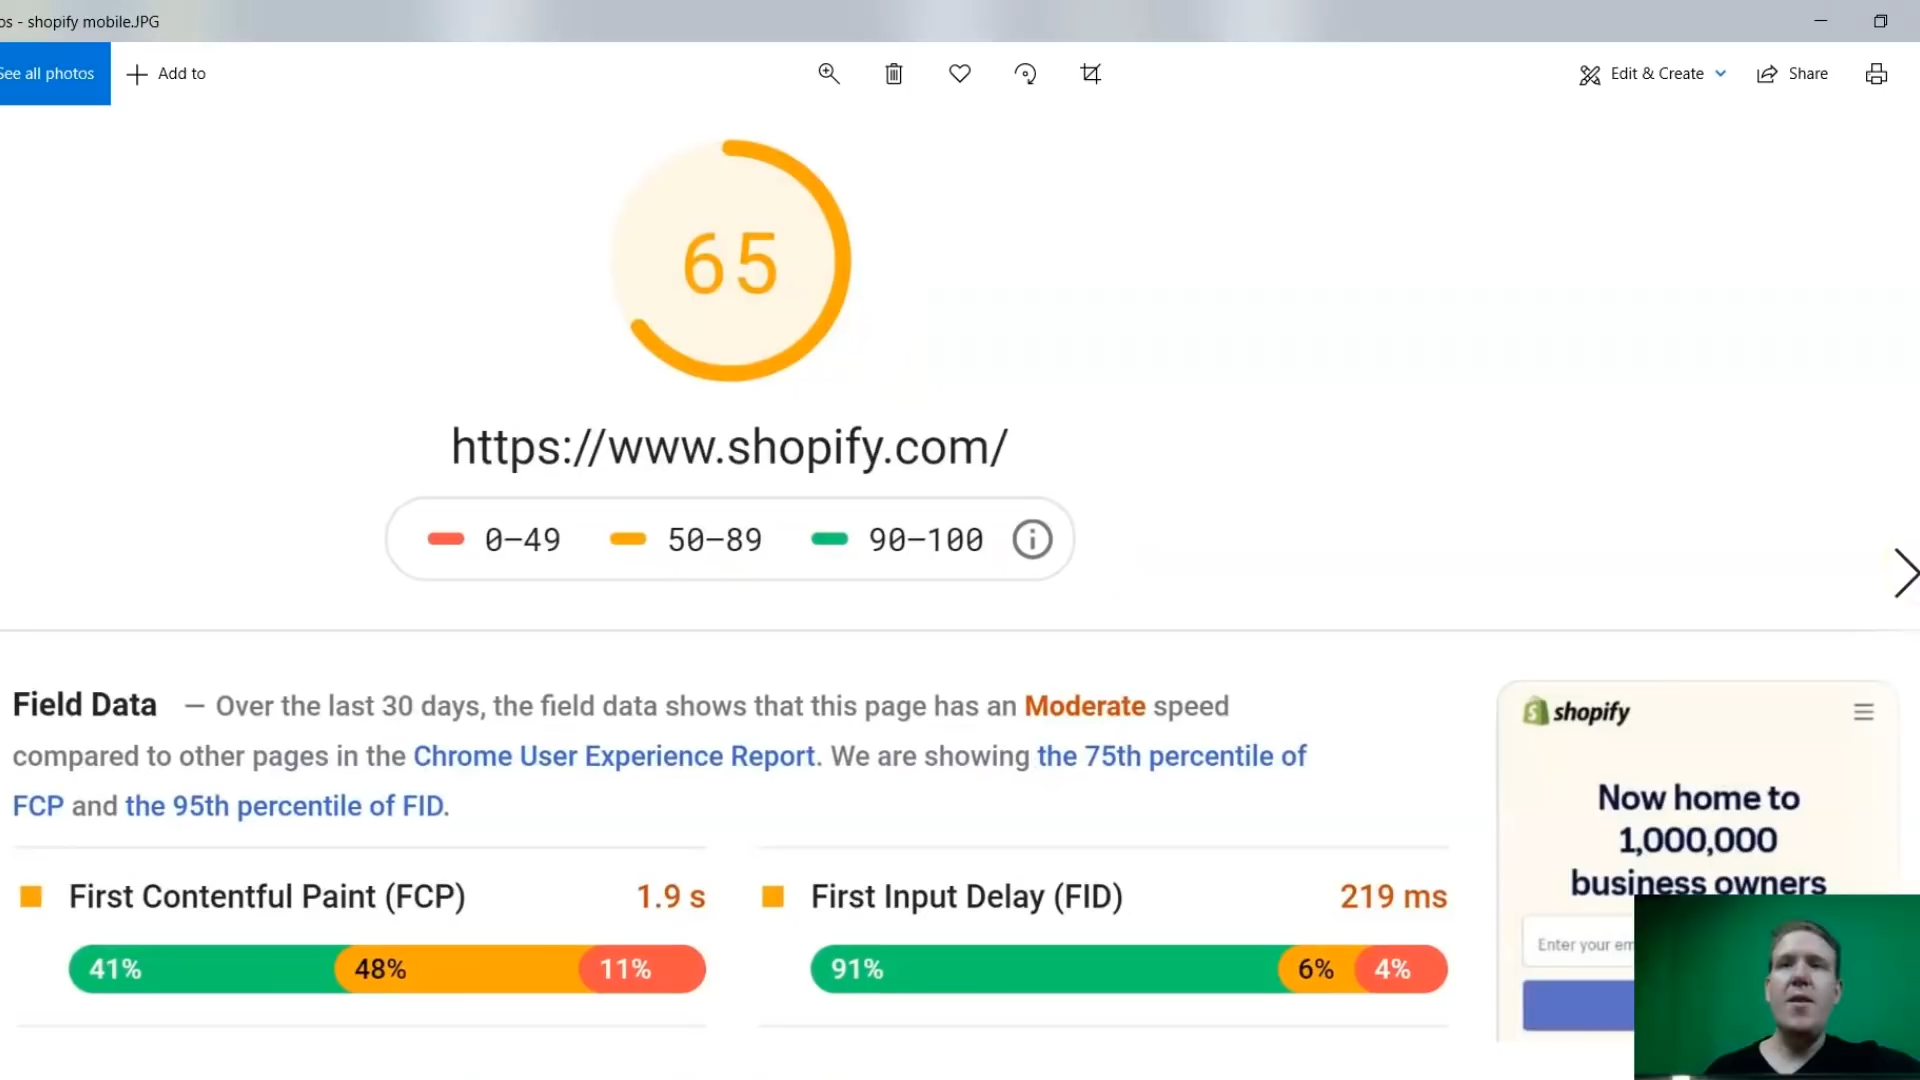 os - shopify mobile.JPG
See all photos
Add to
Edit & Create
Share
65
https://www.shopify.com/
0–49 50–89 90–100
Field Data — Over the last 30 days, the field data shows that this page has an Moderate speed
compared to other pages in the Chrome User Experience Report. We are showing the 75th percentile of
FCP and the 95th percentile of FID.
First Contentful Paint (FCP) 1.9 s
41% 48% 11%
First Input Delay (FID) 219 ms
91% 6% 4%
shopify
Now home to
1,000,000
business owners
Enter your em